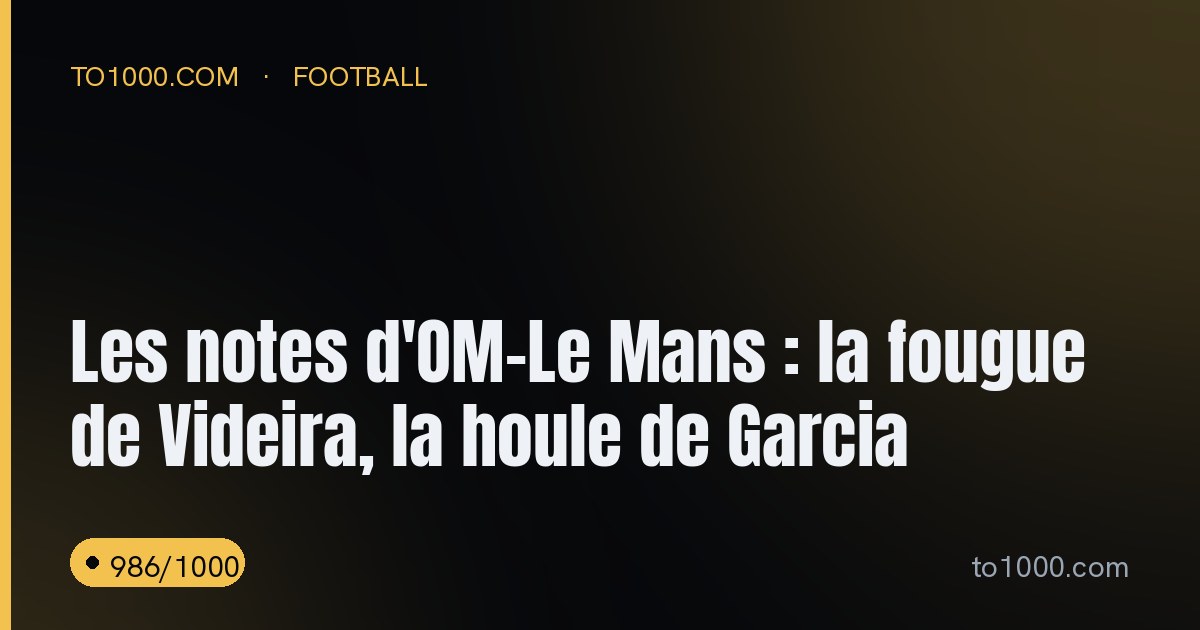 TO1000.COM · FOOTBALL
Les notes d'OM-Le Mans : la fougue
de Videira, la houle de Garcia
986/1000
to1000.com